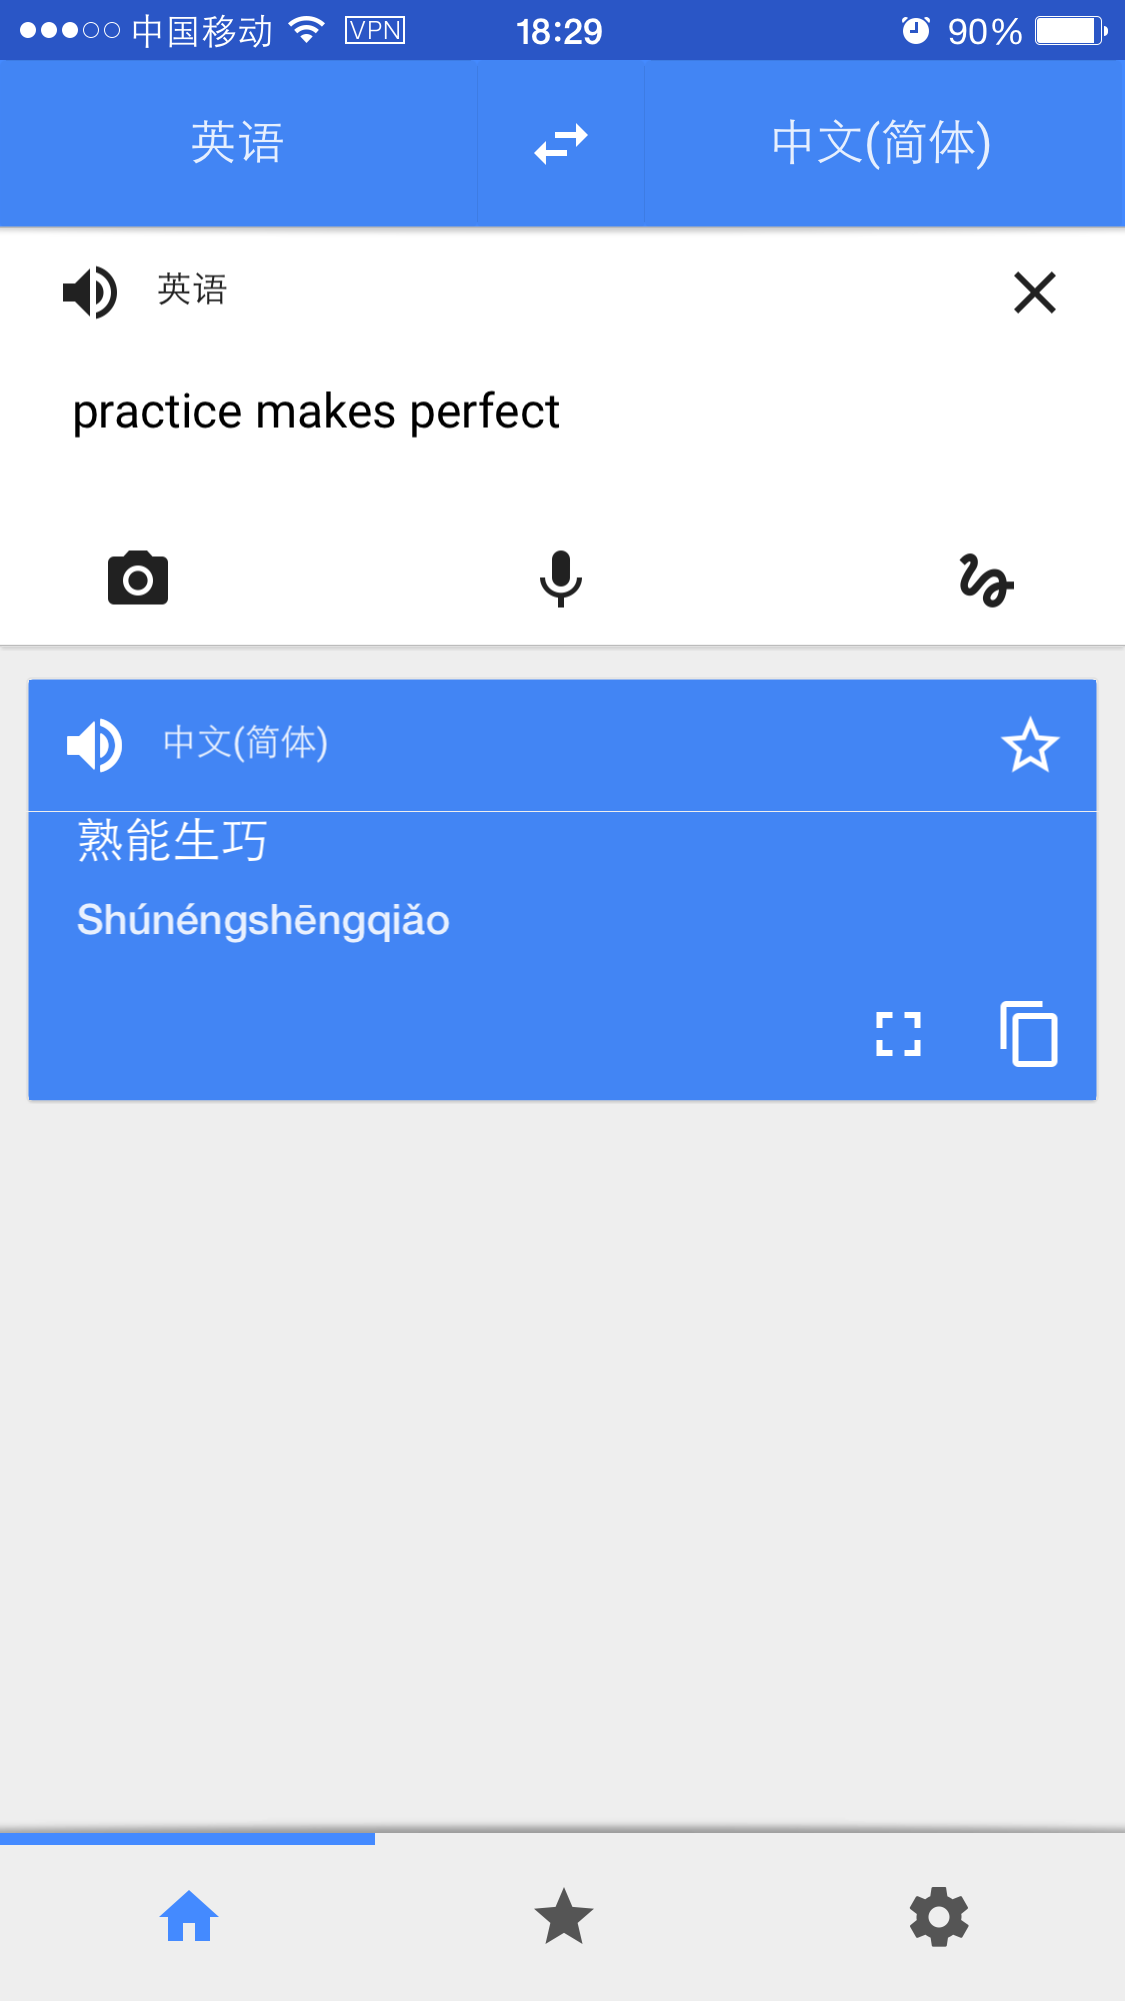 中国移动 VPN 18:29 90%
英语 中文(简体)
英语
practice makes perfect
中文(简体)
熟能生巧
Shúnéngshēngqiǎo